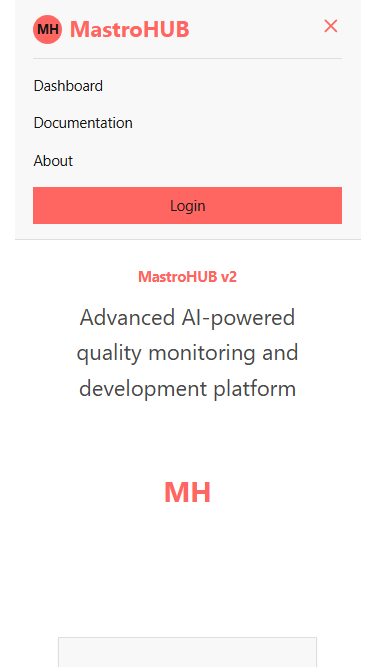 MH MastroHUB
Dashboard
Documentation
About
Login
MastroHUB v2
Advanced AI-powered
quality monitoring and
development platform
MH